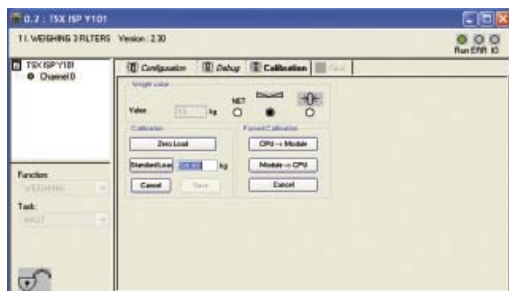 0.2 : TSX ISP Y101
1 I. WEIGHING 3 FILTERS Version : 2.30
Run ERR IO
TSX ISP Y101
Channel 0
Configuration Debug Calibration
Weight value
Value kg NET
Calibration Forced Calibration
Zero Load CPU -> Module
Standard Load kg Module -> CPU
Cancel Save Cancel
Function:
WEIGHING
Task:
MAST